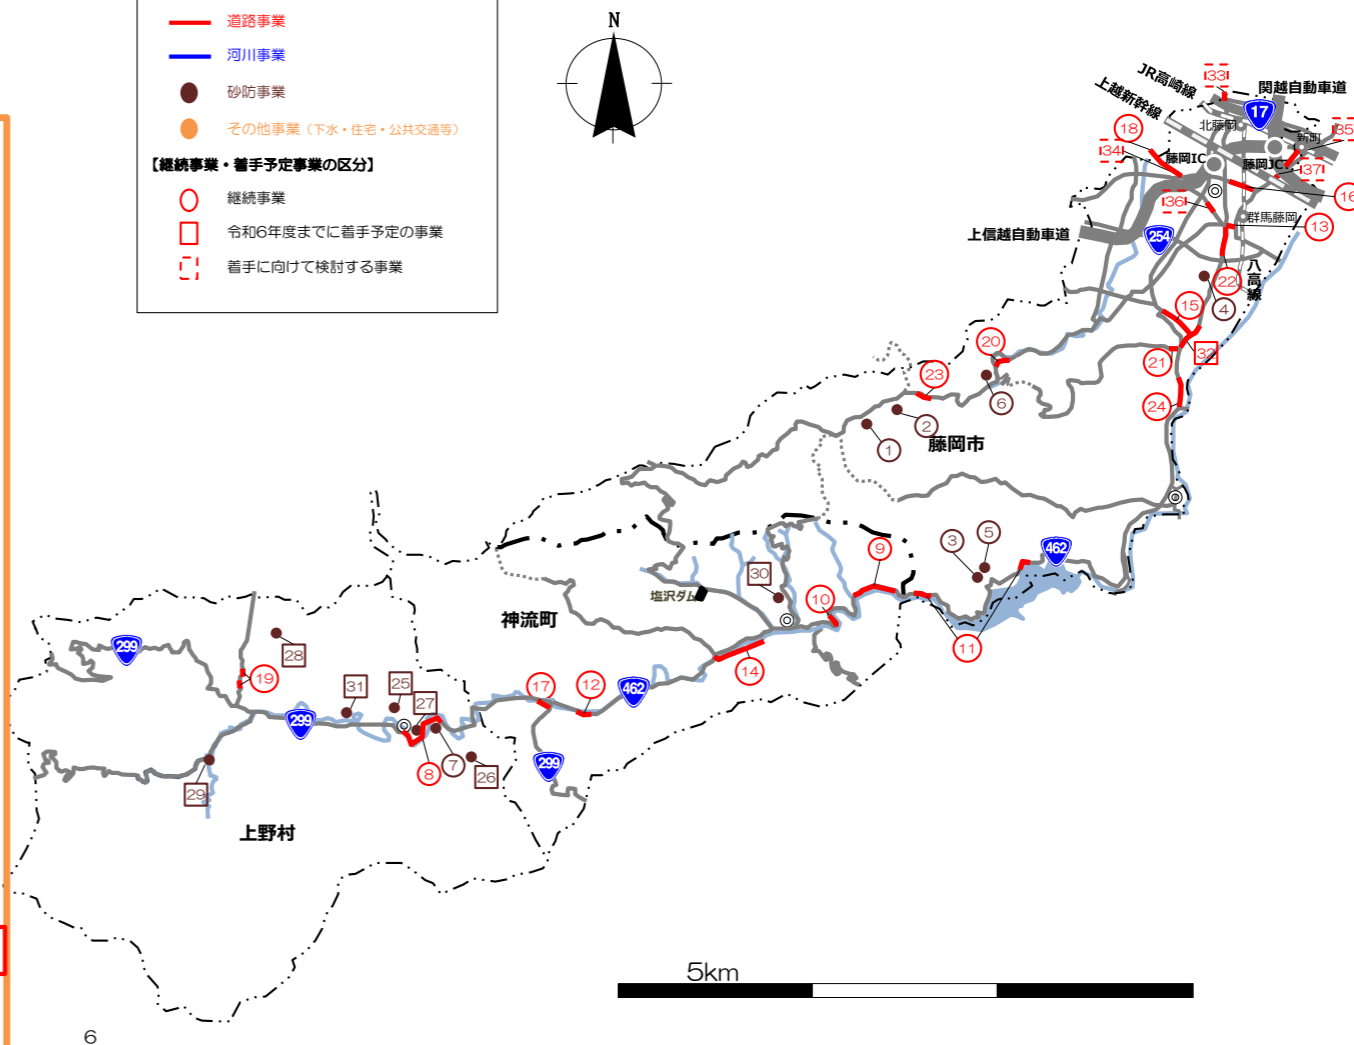 道路事業
河川事業
砂防事業
その他事業（下水・住宅・公共交通等）
【継続事業・着手予定事業の区分】
継続事業
令和6年度までに着手予定の事業
着手に向けて検討する事業
N
JR高崎線
33
関越自動車道
上越新幹線
17
北藤岡
新町
35
18
34
藤岡IC
藤岡JC
37
16
36
群馬藤岡
13
上信越自動車道
254
八高線
22
4
15
32
21
20
23
6
24
2
1
藤岡市
3
5
462
9
30
塩沢ダム
10
神流町
11
14
299
28
19
17
12
462
31
25
27
299
8
7
26
299
29
上野村
5km
6